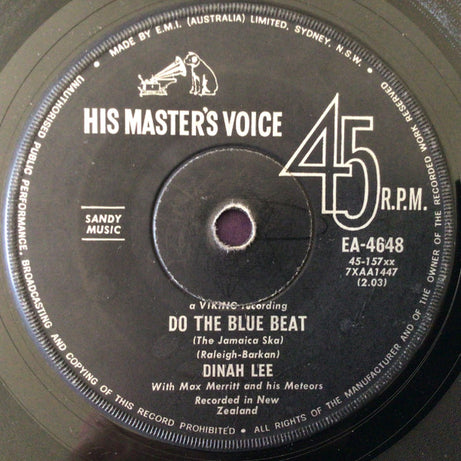 MADE BY E.M.I. (AUSTRALIA) LIMITED, SYDNEY, N.S.W. •
ALL RIGHTS OF THE MANUFACTURER AND OF THE OWNER OF THE RECORDED WORK RESERVED
UNAUTHORISED PUBLIC PERFORMANCE, BROADCASTING AND COPYING OF THIS RECORD PROHIBITED •
HIS MASTER'S VOICE
45 R.P.M.
SANDY
MUSIC
EA-4648
45-157xx
7XAA1447
(2.03)
a VIKING recording
DO THE BLUE BEAT
(The Jamaica Ska)
(Raleigh-Barkan)
DINAH LEE
With Max Merritt and his Meteors
Recorded in New
Zealand